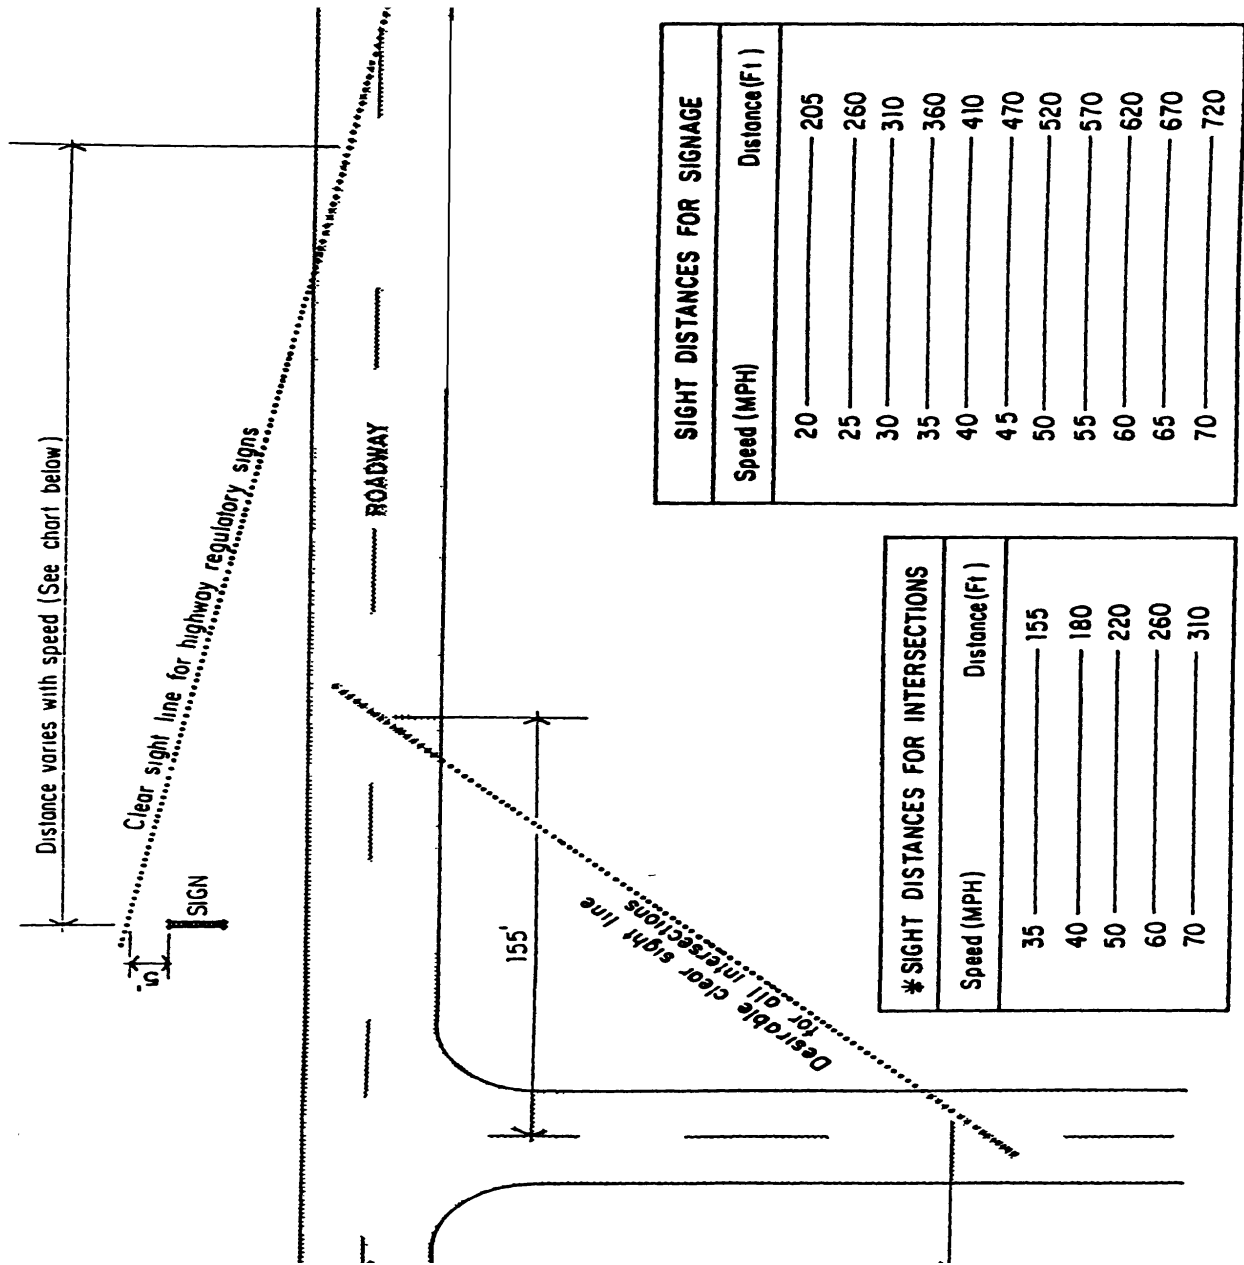 Distance varies with speed (See chart below)
Clear sight line for highway regulatory signs
SIGN
5'
ROADWAY
155'
Desirable clear sight line
for all intersections
SIGHT DISTANCES FOR SIGNAGE
Speed (MPH) Distance (Ft)
20 205
25 260
30 310
35 360
40 410
45 470
50 520
55 570
60 620
65 670
70 720
*SIGHT DISTANCES FOR INTERSECTIONS
Speed (MPH) Distance (Ft)
35 155
40 180
50 220
60 260
70 310